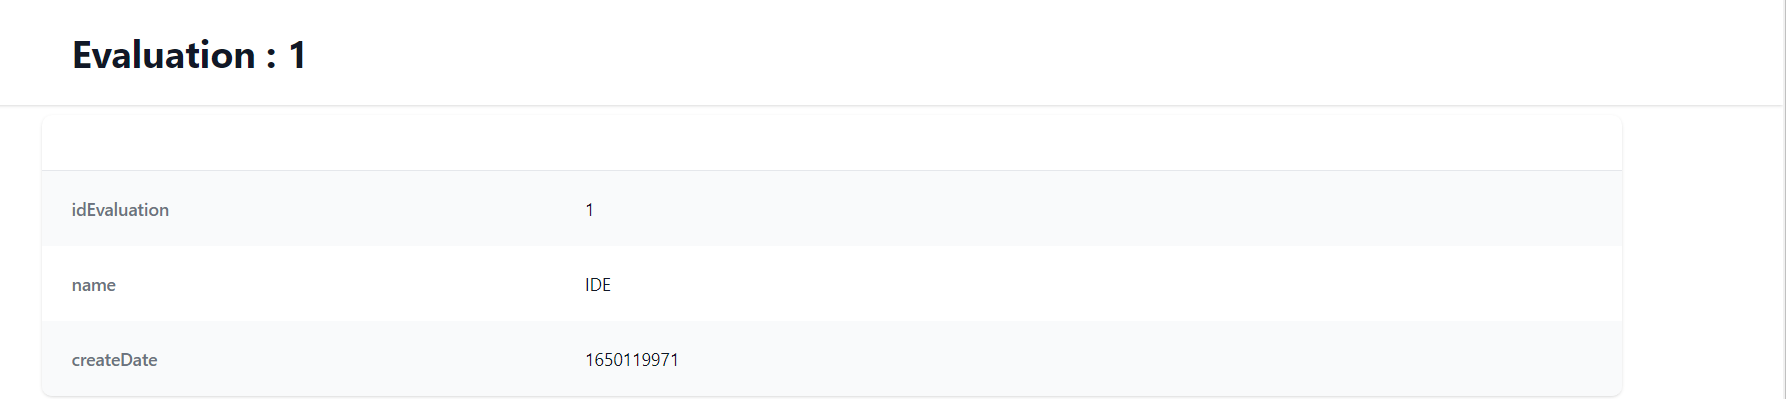 Evaluation : 1
idEvaluation 1
name IDE
createDate 1650119971